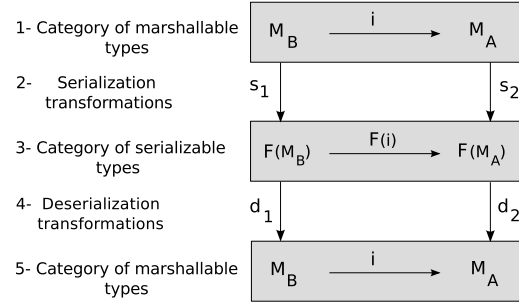 1- Category of marshallable
types
M_B i M_A
2- Serialization
transformations
s_1 s_2
3- Category of serializable
types
F(M_B) F(i) F(M_A)
4- Deserialization
transformations
d_1 d_2
5- Category of marshallable
types
M_B i M_A